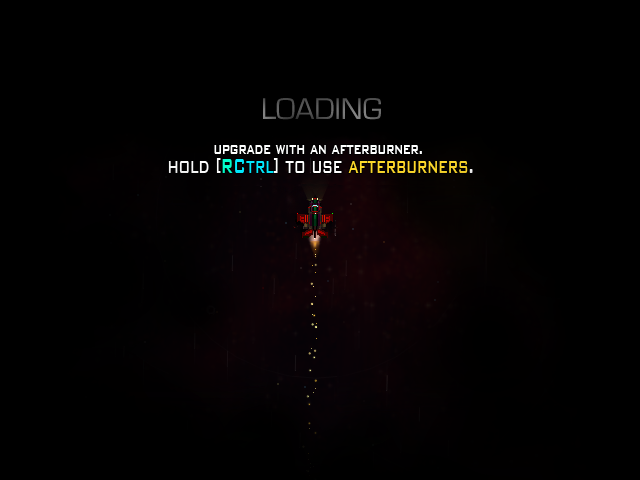 LOADING
UPGRADE WITH AN AFTERBURNER.
HOLD [RCTRL] TO USE AFTERBURNERS.